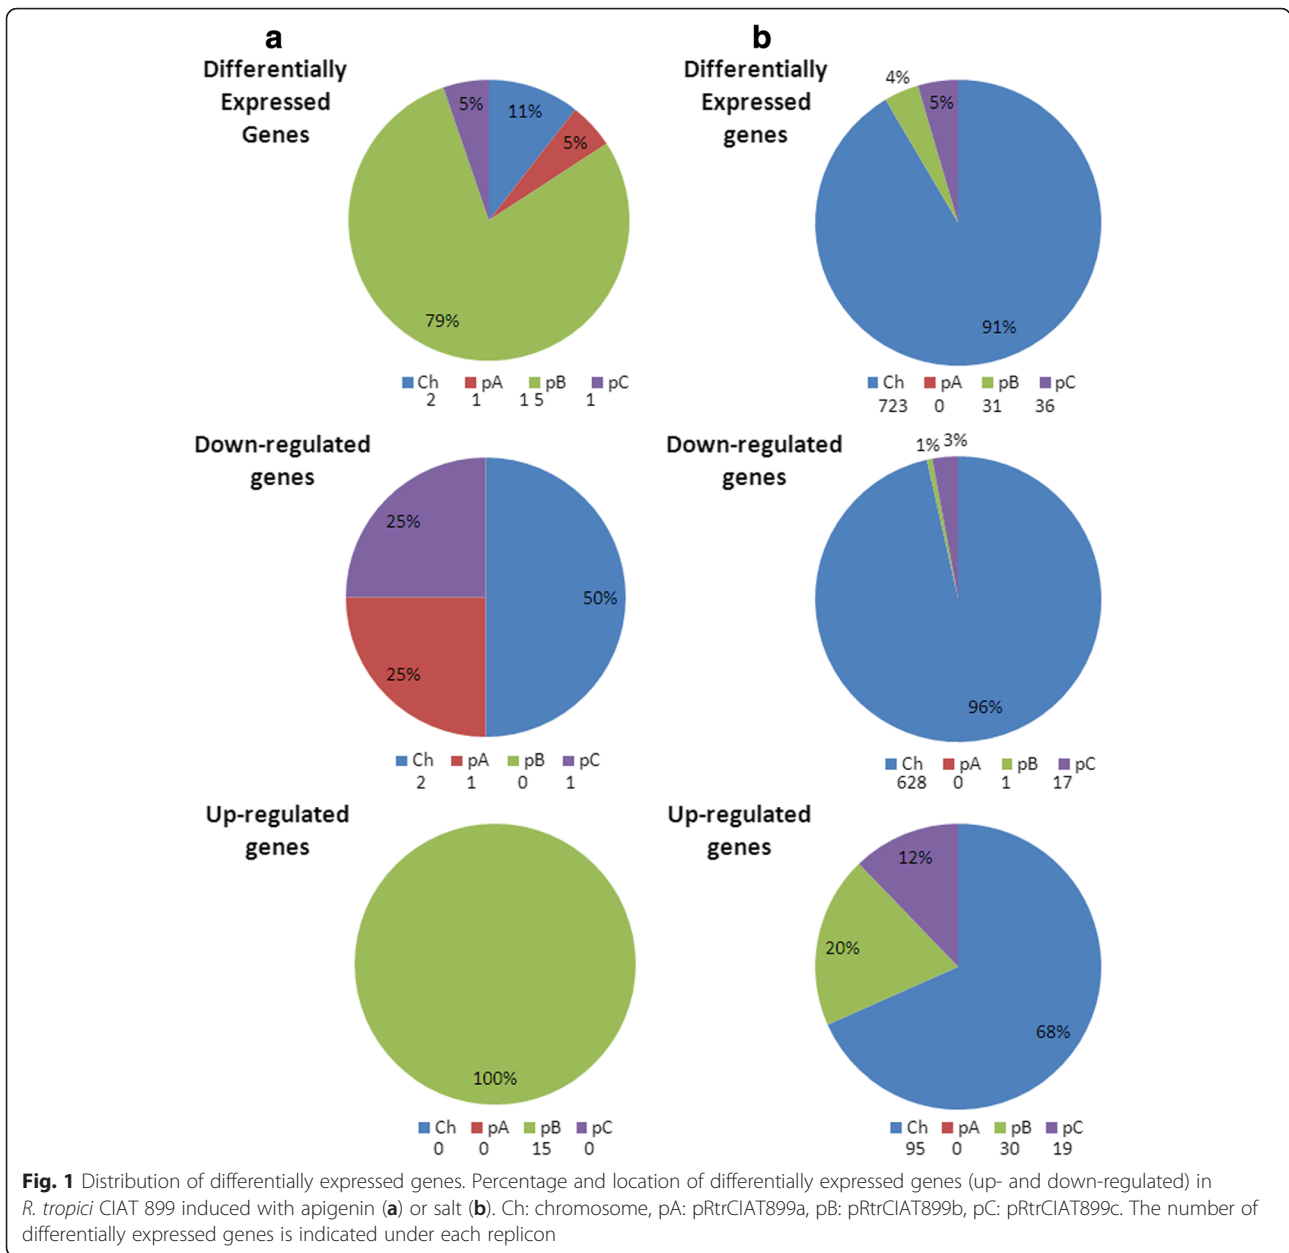 a
Differentially
Expressed
Genes
5%
11%
5%
79%
Ch pA pB pC
2 1 1 5 1
b
Differentially
Expressed
genes
4%
5%
91%
Ch pA pB pC
723 0 31 36
Down-regulated
genes
25%
50%
25%
Ch pA pB pC
2 1 0 1
Down-regulated
genes
1% 3%
96%
Ch pA pB pC
628 0 1 17
Up-regulated
genes
100%
Ch pA pB pC
0 0 15 0
Up-regulated
genes
12%
20%
68%
Ch pA pB pC
95 0 30 19
Fig. 1 Distribution of differentially expressed genes. Percentage and location of differentially expressed genes (up- and down-regulated) in
R. tropici CIAT 899 induced with apigenin (a) or salt (b). Ch: chromosome, pA: pRtrCIAT899a, pB: pRtrCIAT899b, pC: pRtrCIAT899c. The number of
differentially expressed genes is indicated under each replicon